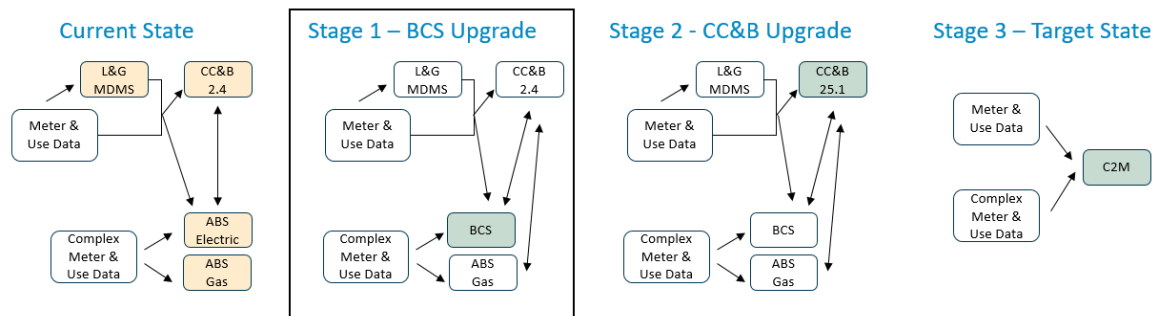 Current State
L&G
MDMS
CC&B
2.4
Meter &
Use Data
ABS
Electric
Complex
Meter &
Use Data
ABS
Gas
Stage 1 – BCS Upgrade
L&G
MDMS
CC&B
2.4
Meter &
Use Data
BCS
Complex
Meter &
Use Data
ABS
Gas
Stage 2 - CC&B Upgrade
L&G
MDMS
CC&B
25.1
Meter &
Use Data
BCS
Complex
Meter &
Use Data
ABS
Gas
Stage 3 – Target State
Meter &
Use Data
C2M
Complex
Meter &
Use Data